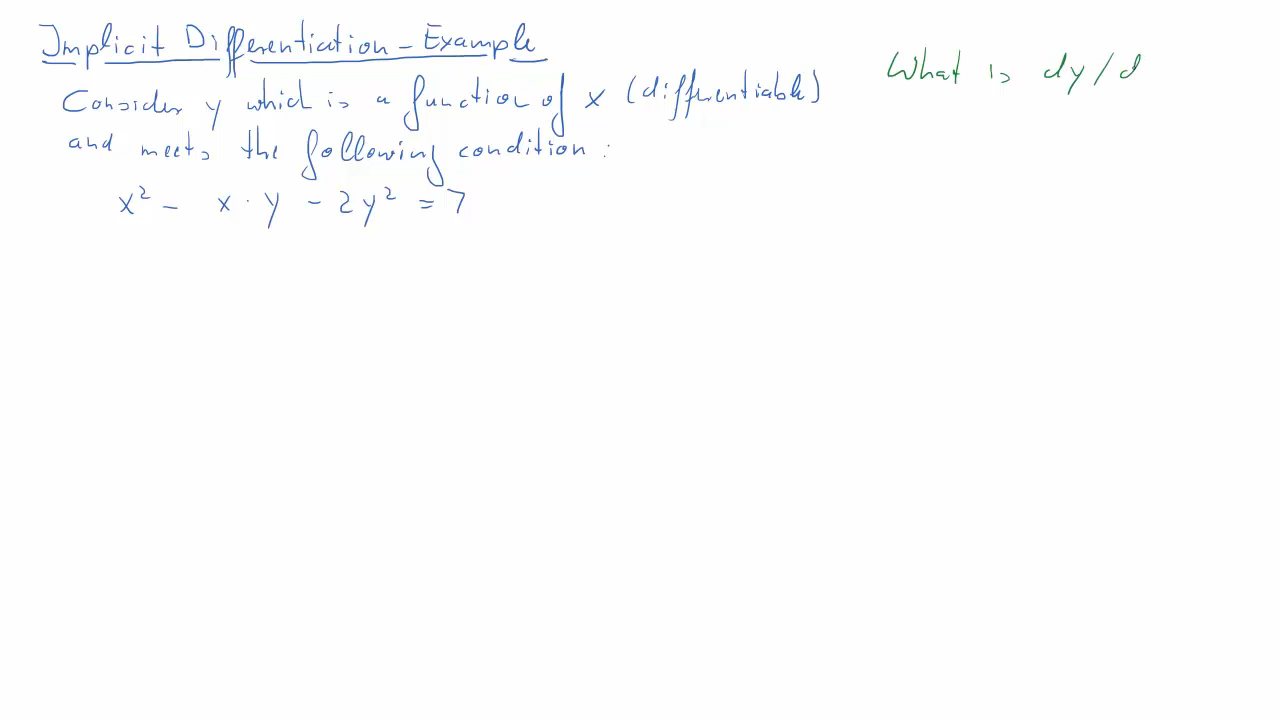 Implicit Differentiation - Example
Consider y which is a function of x (differentiable)
and meets the following condition :
x² - x · y - 2y² = 7
What is dy/d